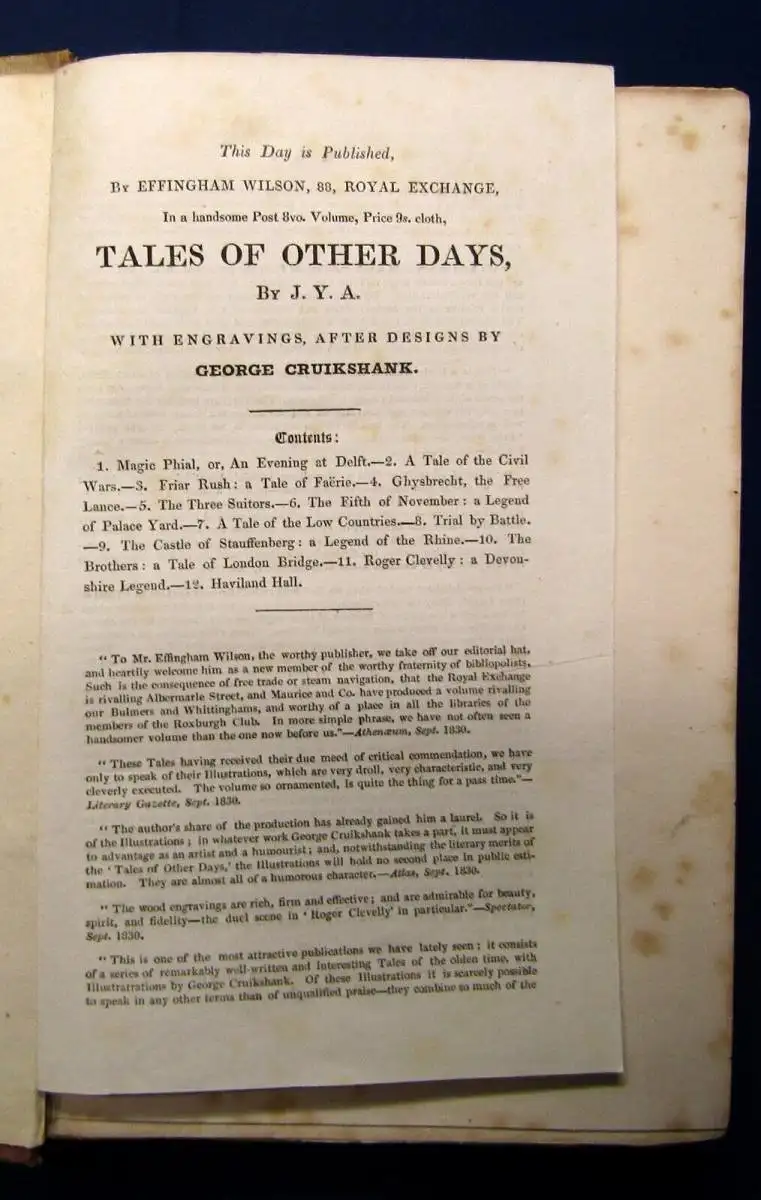 This Day is Published,
By EFFINGHAM WILSON, 88, ROYAL EXCHANGE,
In a handsome Post 8vo. Volume, Price 9s. cloth,
TALES OF OTHER DAYS,
By J. Y. A.
WITH ENGRAVINGS, AFTER DESIGNS BY
GEORGE CRUIKSHANK.
Contents:
1. Magic Phial, or, An Evening at Delft.—2. A Tale of the Civil
Wars.—3. Friar Rush: a Tale of Faërie.—4. Ghysbrecht, the Free
Lance.—5. The Three Suitors.—6. The Fifth of November: a Legend
of Palace Yard.—7. A Tale of the Low Countries.—8. Trial by Battle.
—9. The Castle of Stauffenberg: a Legend of the Rhine.—10. The
Brothers: a Tale of London Bridge.—11. Roger Clevelly: a Devon-
shire Legend.—12. Haviland Hall.
"To Mr. Effingham Wilson, the worthy publisher, we take off our editorial hat,
and heartily welcome him as a new member of the worthy fraternity of bibliopolists.
Such is the consequence of free trade or steam navigation, that the Royal Exchange
is rivalling Albermarle Street, and Maurice and Co. have produced a volume rivalling
our Bulmers and Whittinghams, and worthy of a place in all the libraries of the
members of the Roxburgh Club. In more simple phrase, we have not often seen a
handsomer volume than the one now before us."—Athenæum, Sept. 1830.
"These Tales having received their due meed of critical commendation, we have
only to speak of their Illustrations, which are very droll, very characteristic, and very
cleverly executed. The volume so ornamented, is quite the thing for a pass time."—
Literary Gazette, Sept. 1830.
"The author's share of the production has already gained him a laurel. So it is
of the Illustrations; in whatever work George Cruikshank takes a part, it must appear
to advantage as an artist and a humourist; and, notwithstanding the literary merits of
the 'Tales of Other Days,' the Illustrations will hold no second place in public esti-
mation. They are almost all of a humorous character.—Atlas, Sept. 1830.
"The wood engravings are rich, firm and effective; and are admirable for beauty,
spirit, and fidelity—the duel scene in 'Roger Clevelly' in particular."—Spectator,
Sept. 1830.
"This is one of the most attractive publications we have lately seen; it consists
of a series of remarkably well-written and Interesting Tales of the olden time, with
Illustratrations by George Cruikshank. Of these Illustrations it is scarcely possible
to speak in any other terms than of unqualified praise—they combine so much of the